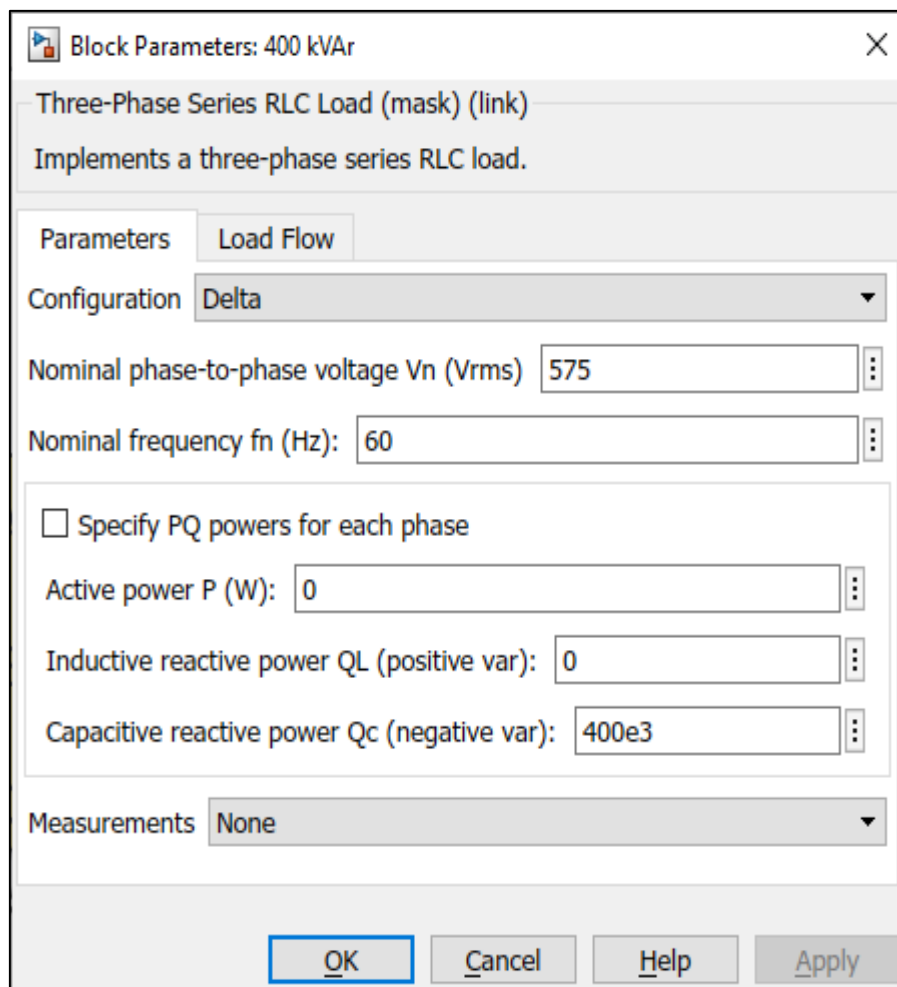 Block Parameters: 400 kVAr
Three-Phase Series RLC Load (mask) (link)
Implements a three-phase series RLC load.
Parameters Load Flow
Configuration Delta
Nominal phase-to-phase voltage Vn (Vrms) 575
Nominal frequency fn (Hz): 60
Specify PQ powers for each phase
Active power P (W): 0
Inductive reactive power QL (positive var): 0
Capacitive reactive power Qc (negative var): 400e3
Measurements None
OK Cancel Help Apply